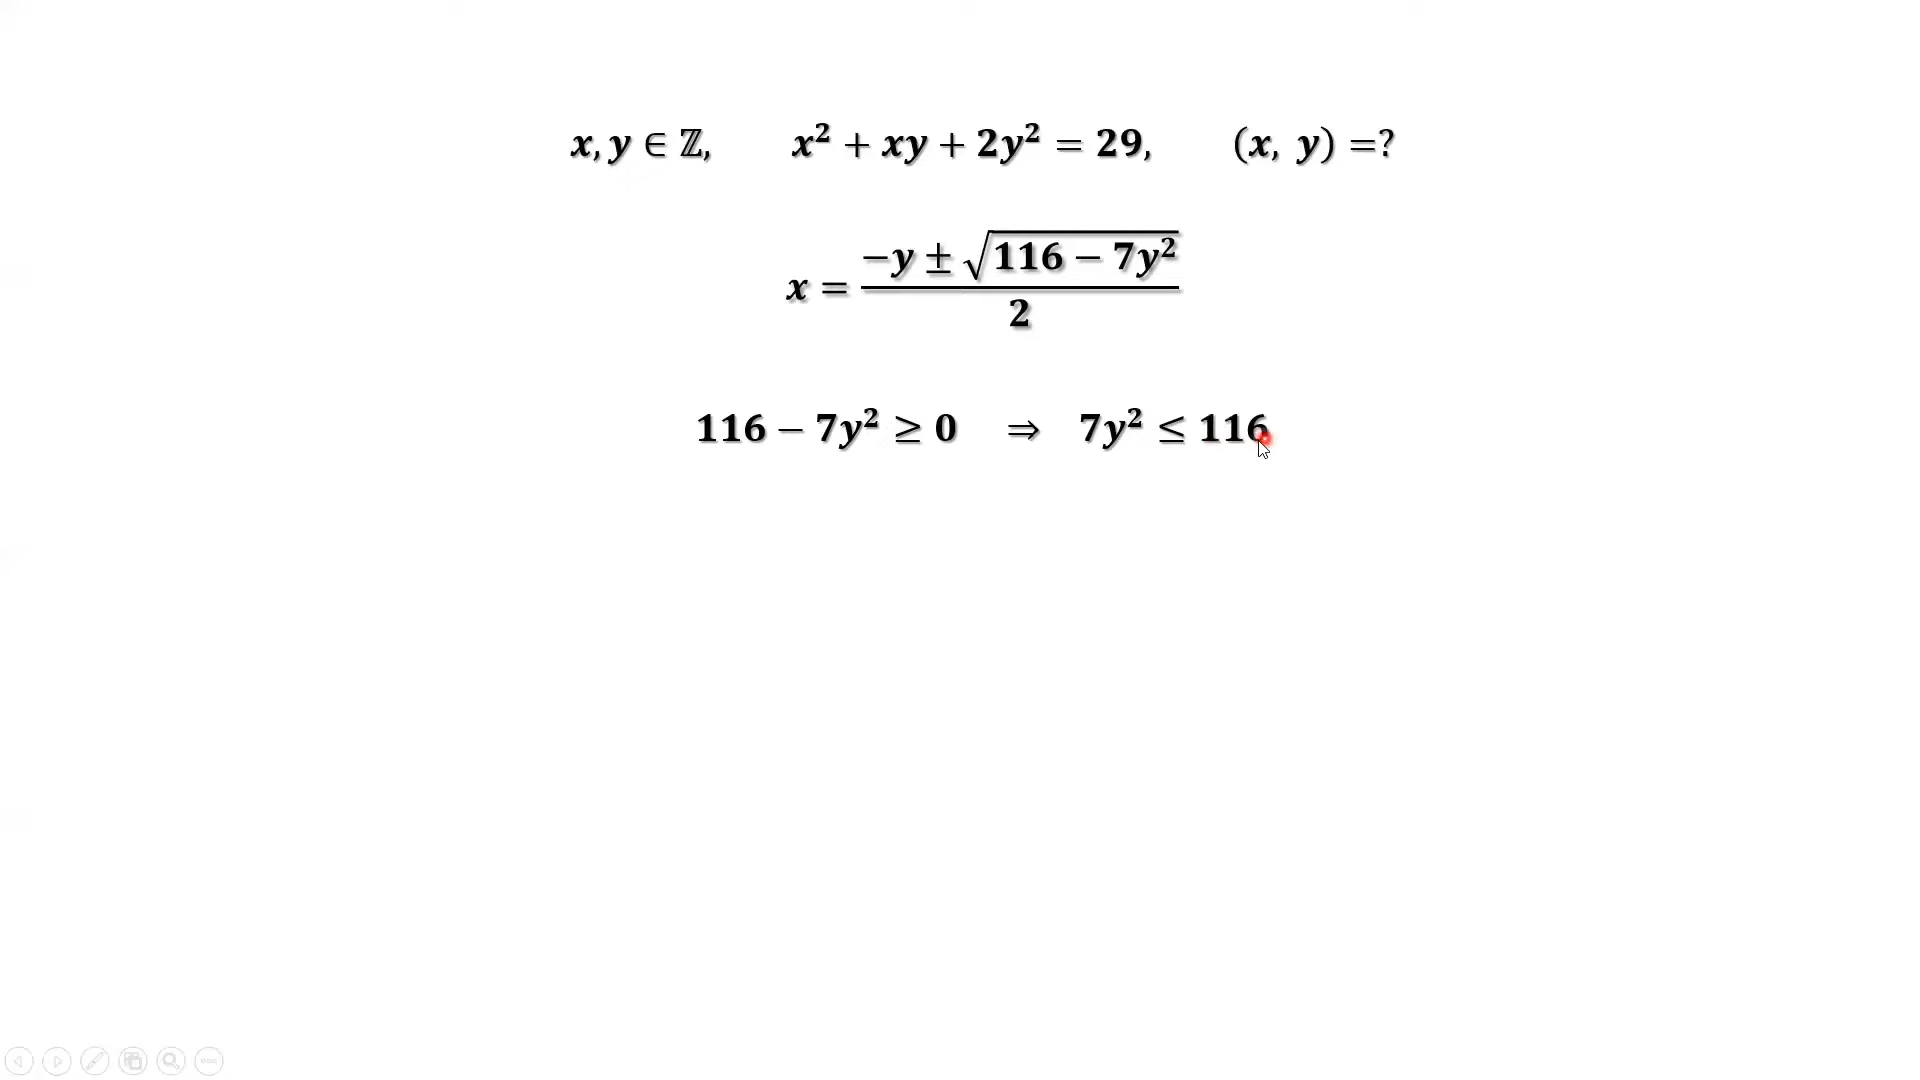 x, y ∈ ℤ, x² + xy + 2y² = 29, (x, y) =?
x = (−y ± √(116 − 7y²)) / 2
116 − 7y² ≥ 0 ⇒ 7y² ≤ 116